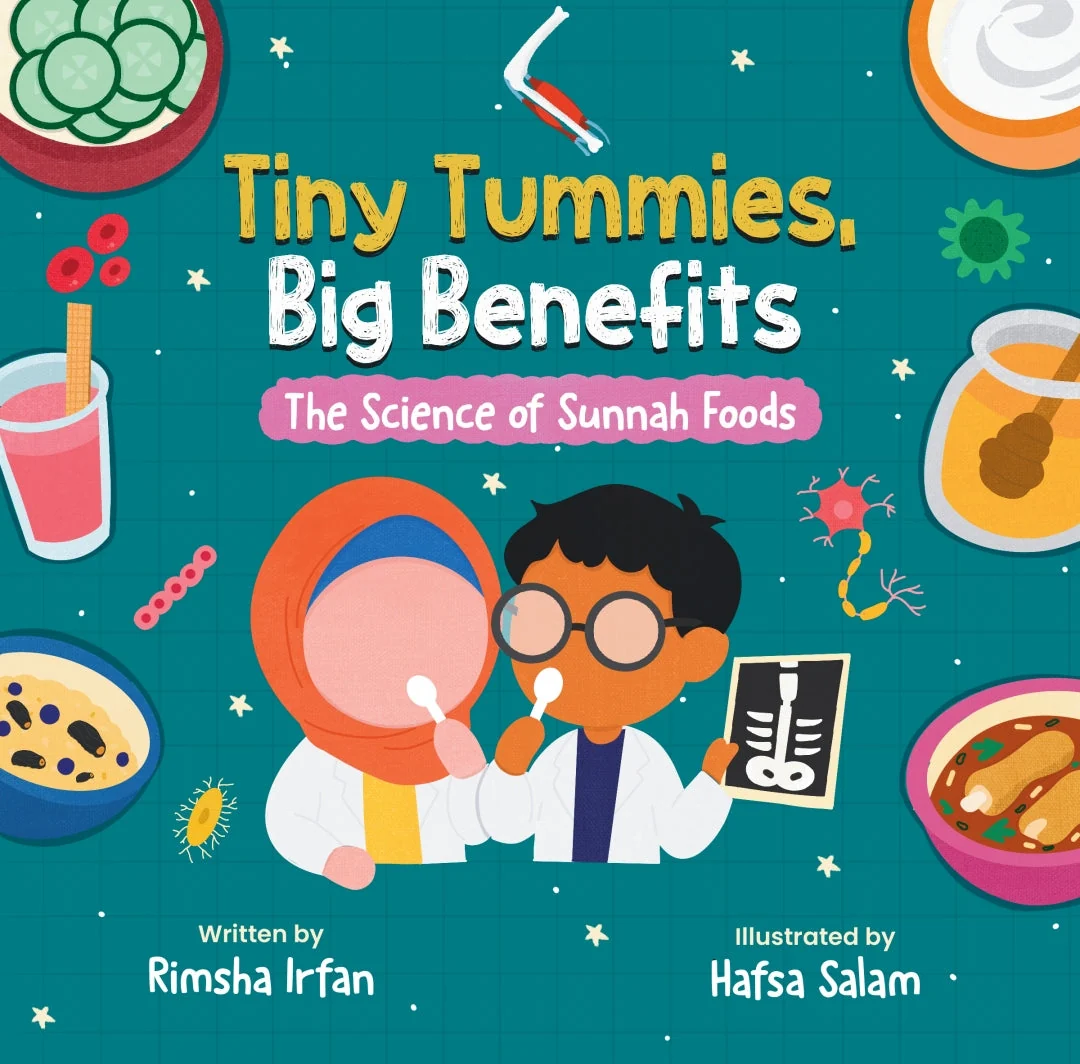 Tiny Tummies,
Big Benefits
The Science of Sunnah Foods
Written by
Rimsha Irfan
Illustrated by
Hafsa Salam